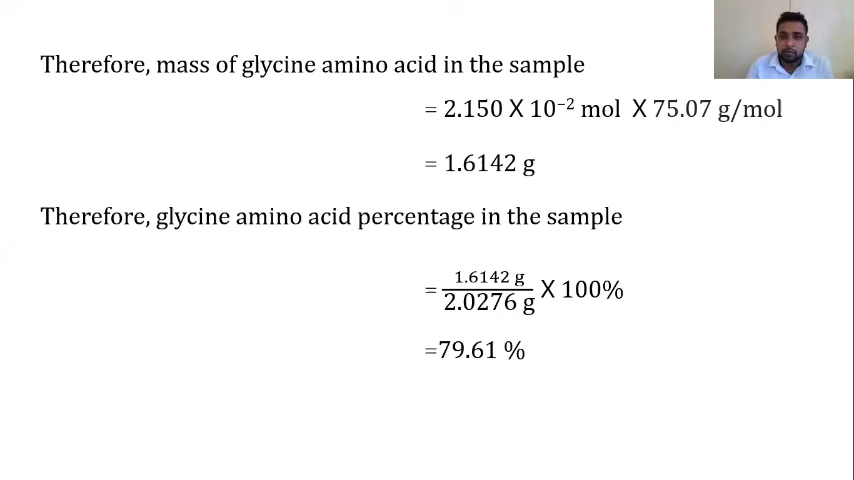 Therefore, mass of glycine amino acid in the sample
= 2.150 X 10⁻² mol X 75.07 g/mol
= 1.6142 g
Therefore, glycine amino acid percentage in the sample
= 1.6142 g / 2.0276 g X 100%
=79.61 %